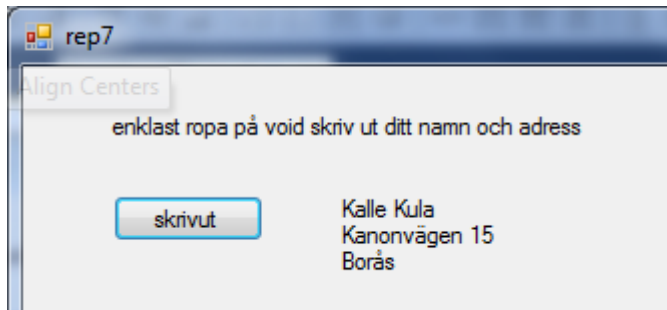 rep7
Align Centers
enklast ropa på void skriv ut ditt namn och adress
skrivut
Kalle Kula
Kanonvägen 15
Borås